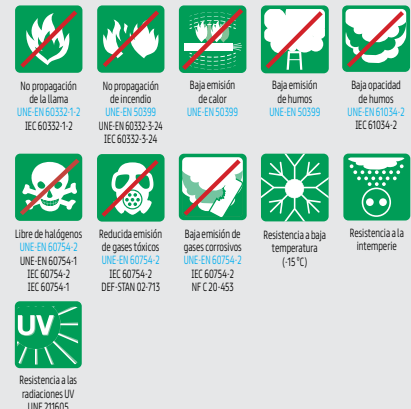 No propagación
de la llama
UNE-EN 60332-1-2
IEC 60332-1-2
No propagación
de incendio
UNE-EN 50399
UNE-EN 60332-3-24
IEC 60332-3-24
Baja emisión
de calor
UNE-EN 50399
Baja emisión
de humos
UNE-EN 50399
Baja opacidad
de humos
UNE-EN 61034-2
IEC 61034-2
Libre de halógenos
UNE-EN 60754-2
UNE-EN 60754-1
IEC 60754-2
IEC 60754-1
Reducida emisión
de gases tóxicos
UNE-EN 60754-2
IEC 60754-2
DEF-STAN 02-713
Baja emisión de
gases corrosivos
UNE-EN 60754-2
IEC 60754-2
NF C 20-453
Resistencia a baja
temperatura
(-15 °C)
Resistencia a la
intemperie
UV
Resistencia a las
radiaciones UV
UNE 211605